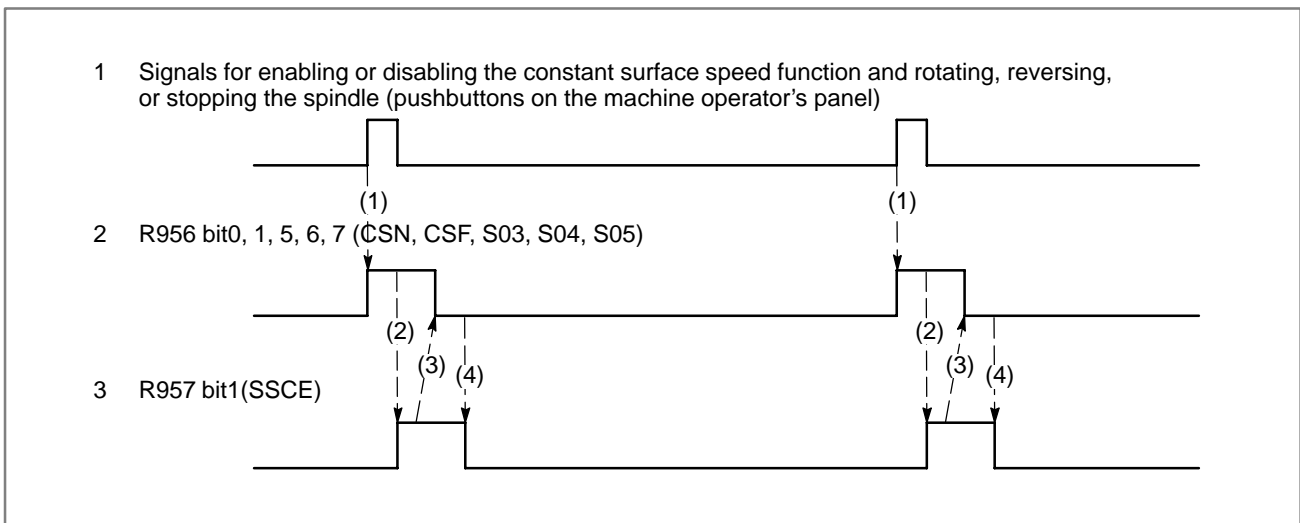 1 Signals for enabling or disabling the constant surface speed function and rotating, reversing,
or stopping the spindle (pushbuttons on the machine operator's panel)
(1) (1)
2 R956 bit0, 1, 5, 6, 7 (CSN, CSF, S03, S04, S05)
(2) (2)
(3) (4) (3) (4)
3 R957 bit1(SSCE)